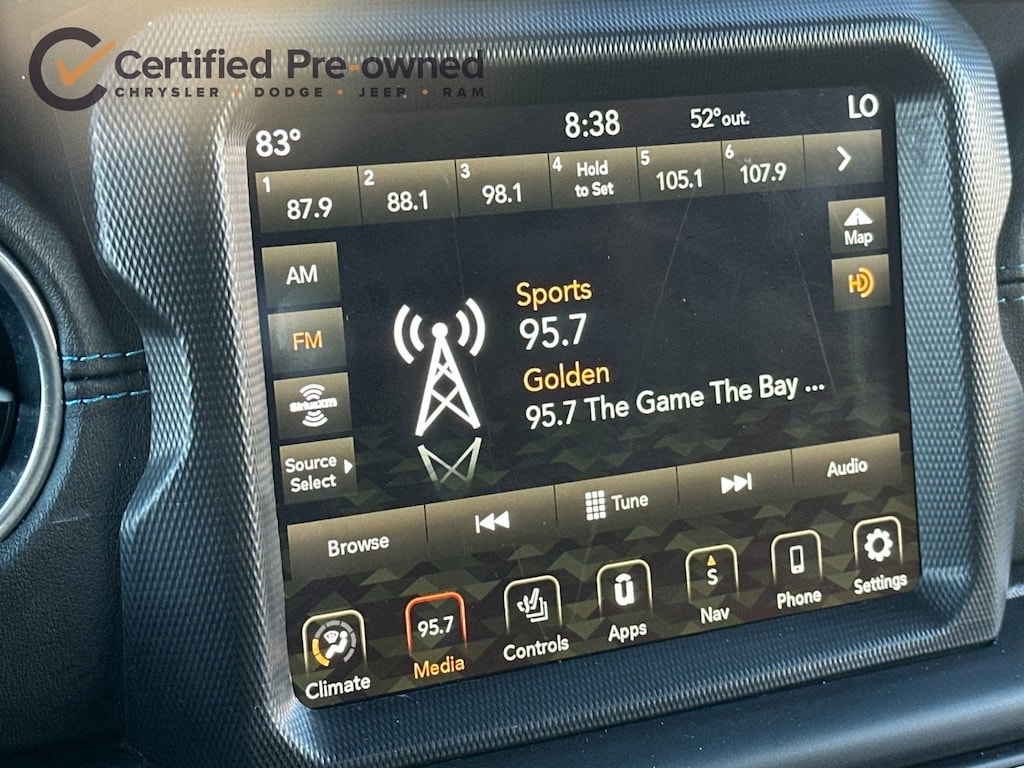 Certified Pre-owned
CHRYSLER • DODGE • JEEP • RAM
83° 8:38 52°out. LO
1 87.9 2 88.1 3 98.1 4 Hold to Set 5 105.1 6 107.9
AM
FM
SiriusXM
Source Select
Map
HD
Sports
95.7
Golden
95.7 The Game The Bay ...
Browse Tune Audio
Climate 95.7 Media Controls U Apps S Nav Phone Settings